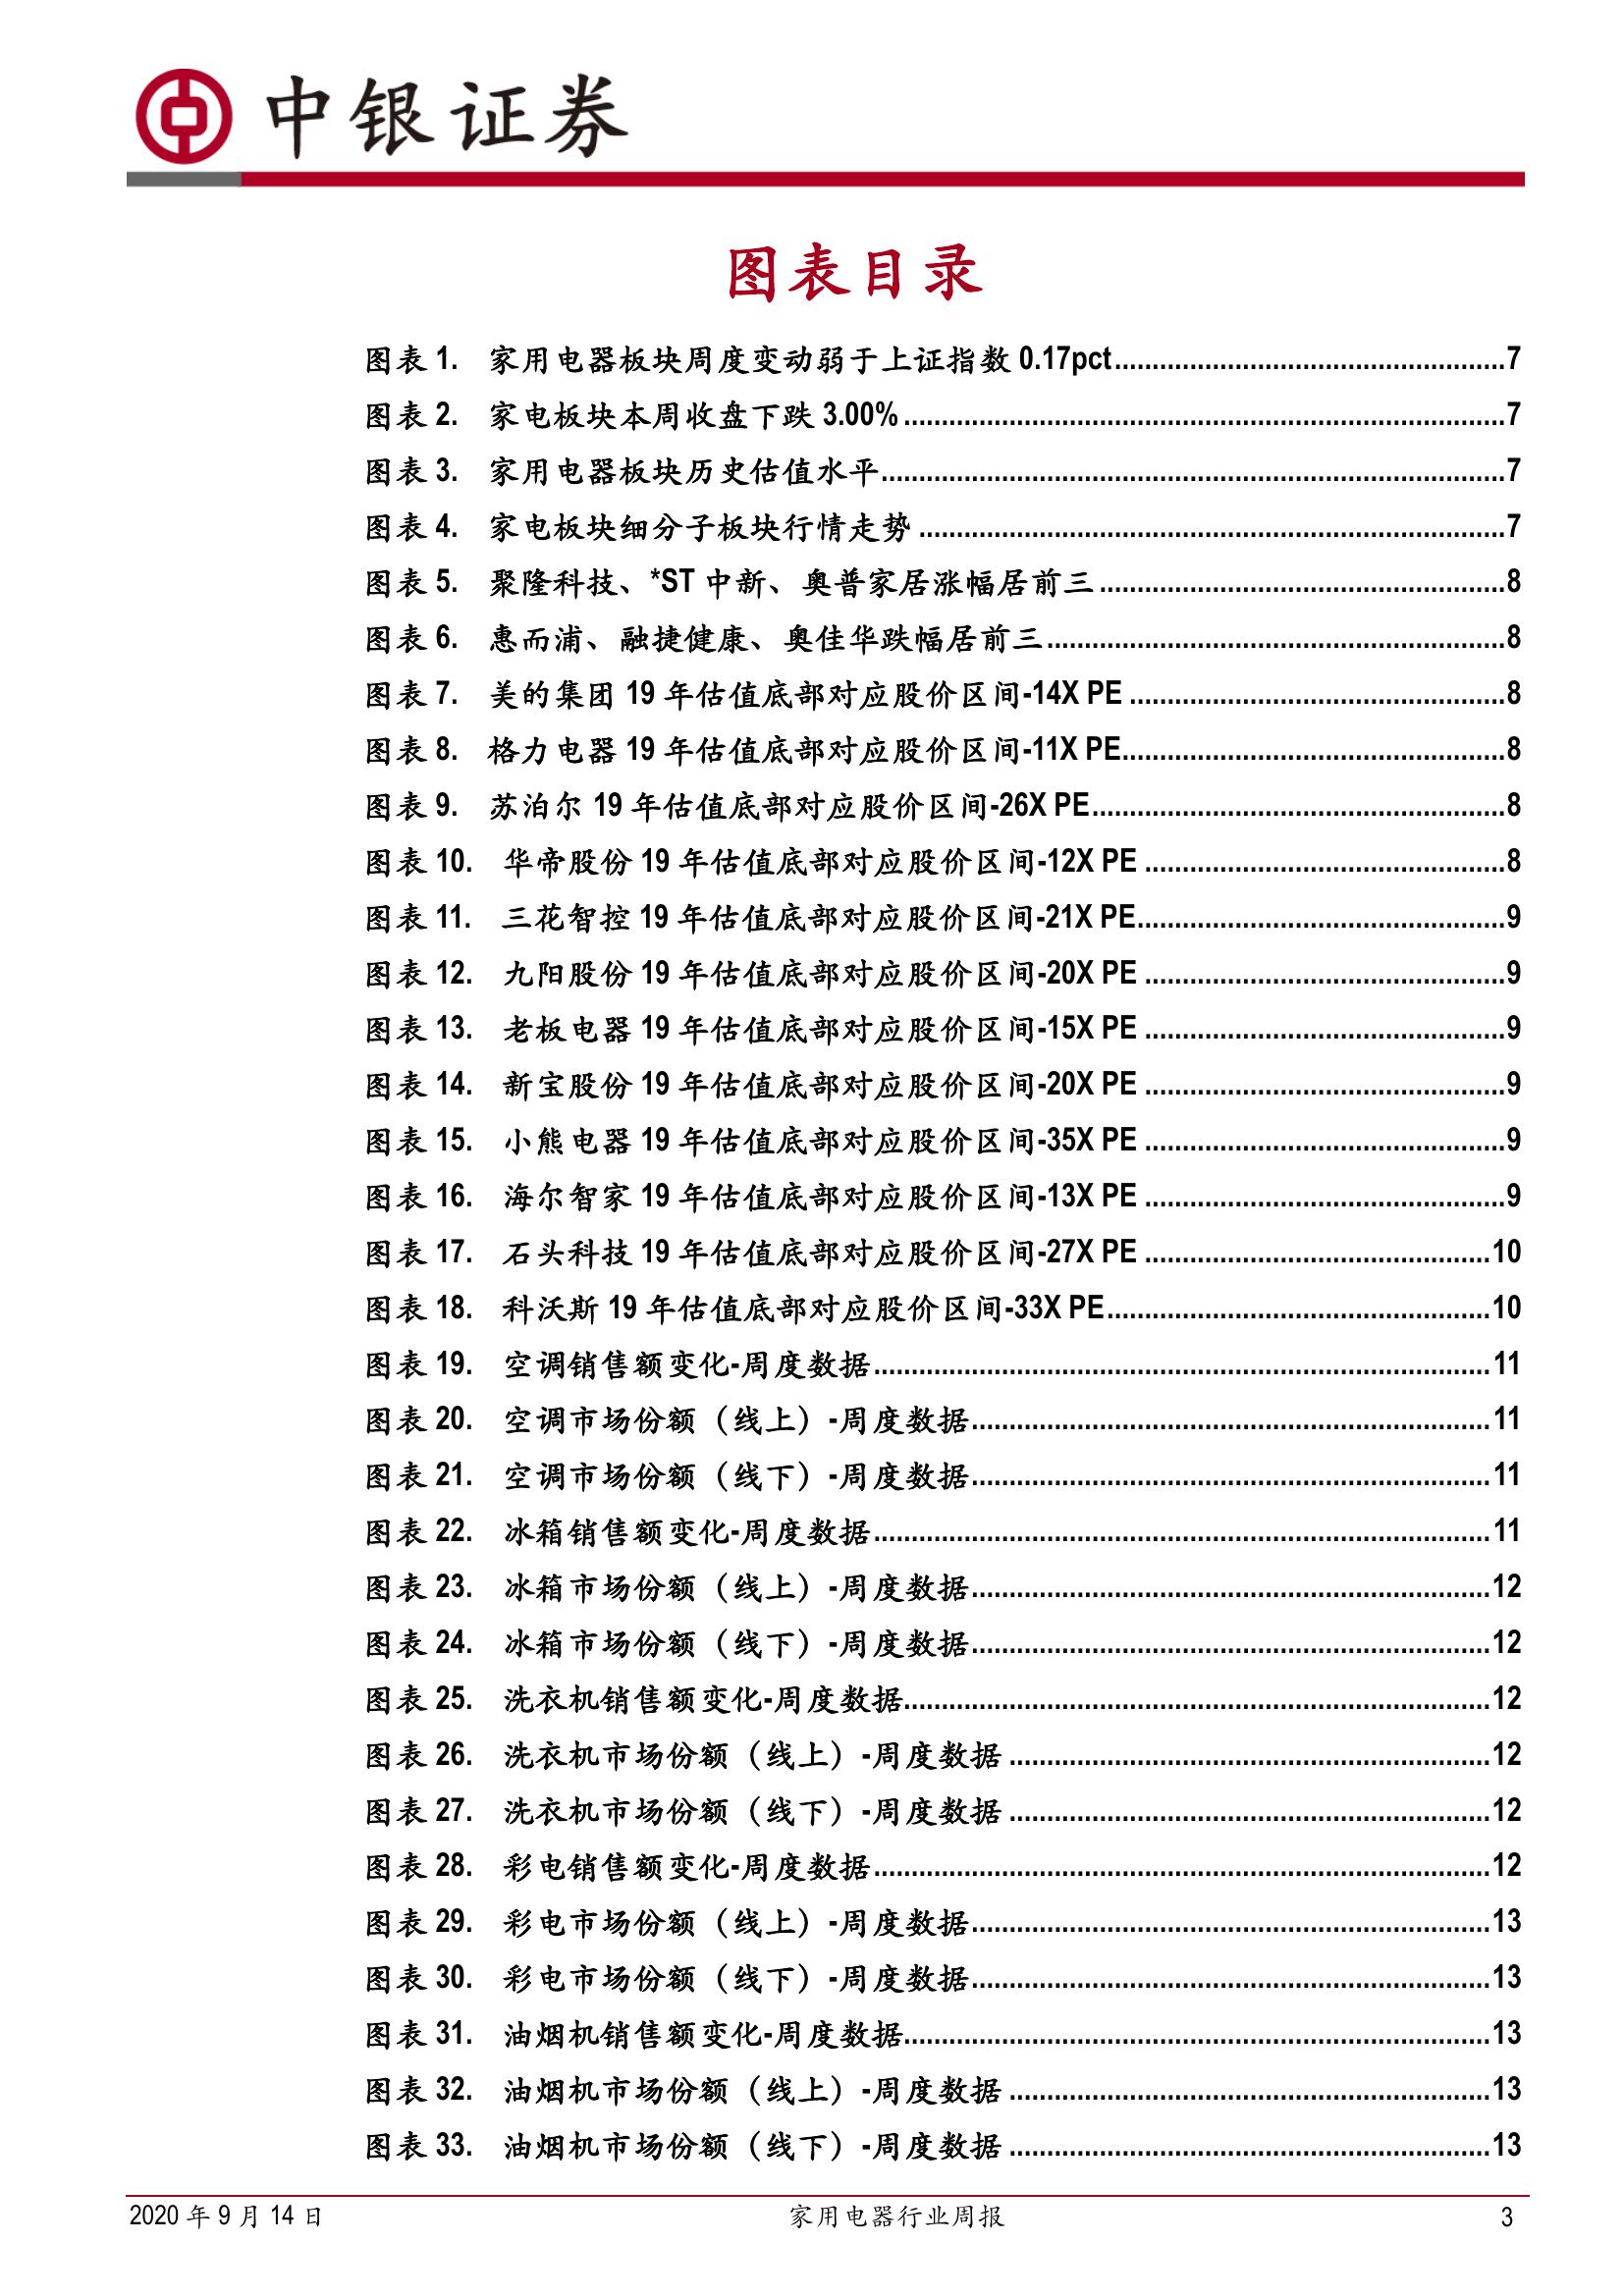 中银证券
图表目录
图表 1. 家用电器板块周度变动弱于上证指数 0.17pct....................................................7
图表 2. 家电板块本周收盘下跌 3.00%................................................................................7
图表 3. 家用电器板块历史估值水平...................................................................................7
图表 4. 家电板块细分子板块行情走势..............................................................................7
图表 5. 聚隆科技、*ST 中新、奥普家居涨幅居前三......................................................8
图表 6. 惠而浦、融捷健康、奥佳华跌幅居前三.............................................................8
图表 7. 美的集团 19 年估值底部对应股价区间-14X PE..................................................8
图表 8. 格力电器 19 年估值底部对应股价区间-11X PE...................................................8
图表 9. 苏泊尔 19 年估值底部对应股价区间-26X PE.......................................................8
图表 10. 华帝股份 19 年估值底部对应股价区间-12X PE................................................8
图表 11. 三花智控 19 年估值底部对应股价区间-21X PE.................................................9
图表 12. 九阳股份 19 年估值底部对应股价区间-20X PE................................................9
图表 13. 老板电器 19 年估值底部对应股价区间-15X PE................................................9
图表 14. 新宝股份 19 年估值底部对应股价区间-20X PE................................................9
图表 15. 小熊电器 19 年估值底部对应股价区间-35X PE................................................9
图表 16. 海尔智家 19 年估值底部对应股价区间-13X PE................................................9
图表 17. 石头科技 19 年估值底部对应股价区间-27X PE..............................................10
图表 18. 科沃斯 19 年估值底部对应股价区间-33X PE...................................................10
图表 19. 空调销售额变化-周度数据..................................................................................11
图表 20. 空调市场份额（线上）-周度数据.....................................................................11
图表 21. 空调市场份额（线下）-周度数据.....................................................................11
图表 22. 冰箱销售额变化-周度数据..................................................................................11
图表 23. 冰箱市场份额（线上）-周度数据.....................................................................12
图表 24. 冰箱市场份额（线下）-周度数据.....................................................................12
图表 25. 洗衣机销售额变化-周度数据..............................................................................12
图表 26. 洗衣机市场份额（线上）-周度数据................................................................12
图表 27. 洗衣机市场份额（线下）-周度数据................................................................12
图表 28. 彩电销售额变化-周度数据..................................................................................12
图表 29. 彩电市场份额（线上）-周度数据.....................................................................13
图表 30. 彩电市场份额（线下）-周度数据.....................................................................13
图表 31. 油烟机销售额变化-周度数据..............................................................................13
图表 32. 油烟机市场份额（线上）-周度数据................................................................13
图表 33. 油烟机市场份额（线下）-周度数据................................................................13
2020 年 9 月 14 日 家用电器行业周报 3